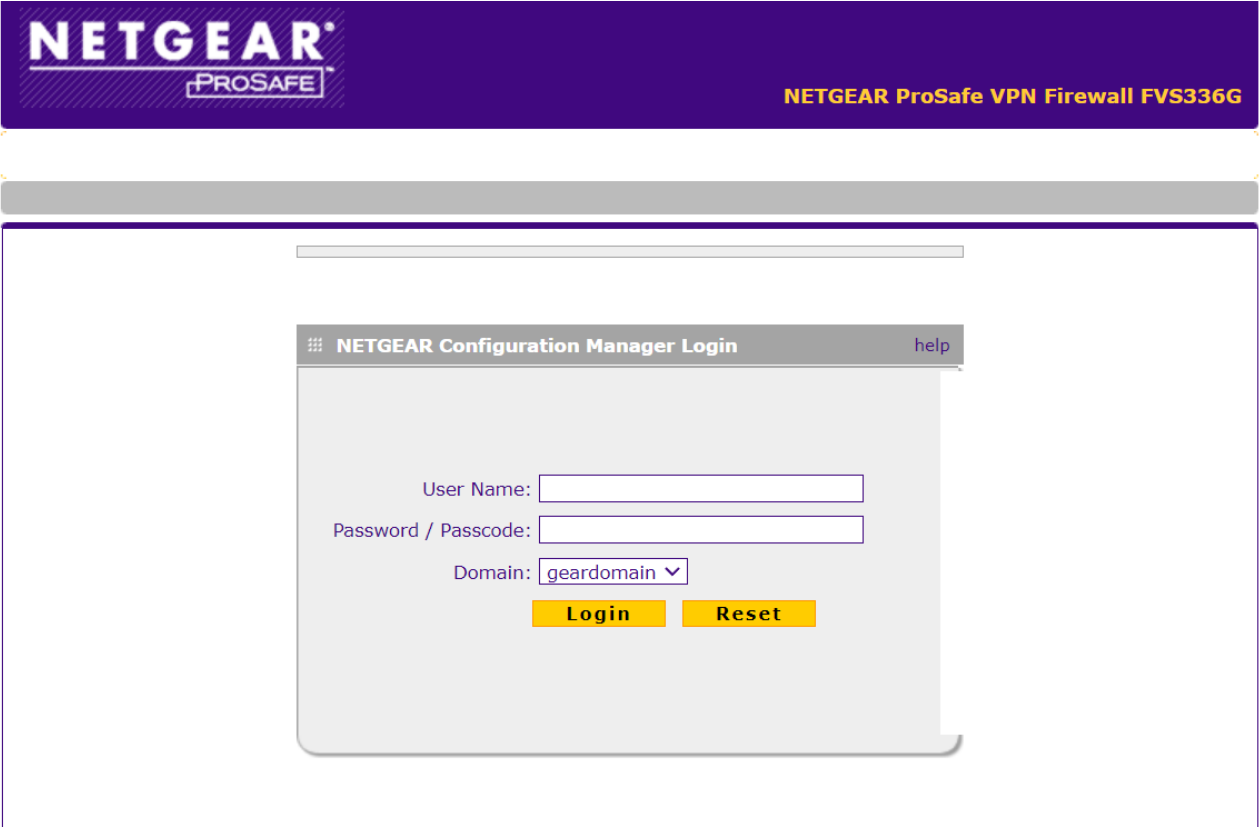 NETGEAR®
PROSAFE™
NETGEAR ProSafe VPN Firewall FVS336G
NETGEAR Configuration Manager Login help
User Name:
Password / Passcode:
Domain: geardomain
Login Reset